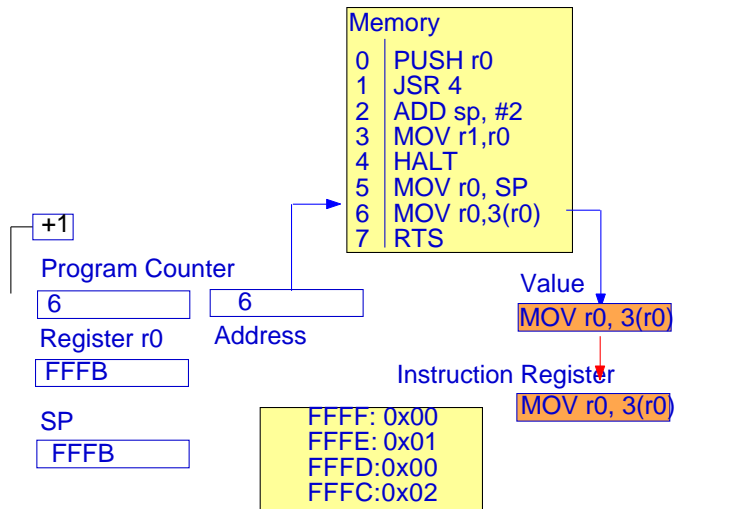 Memory
0 PUSH r0
1 JSR 4
2 ADD sp, #2
3 MOV r1,r0
4 HALT
5 MOV r0, SP
6 MOV r0,3(r0)
7 RTS
+1
Program Counter
6
6
Address
Register r0
FFFB
SP
FFFB
Value
MOV r0, 3(r0)
Instruction Register
MOV r0, 3(r0)
FFFF: 0x00
FFFE: 0x01
FFFD:0x00
FFFC:0x02